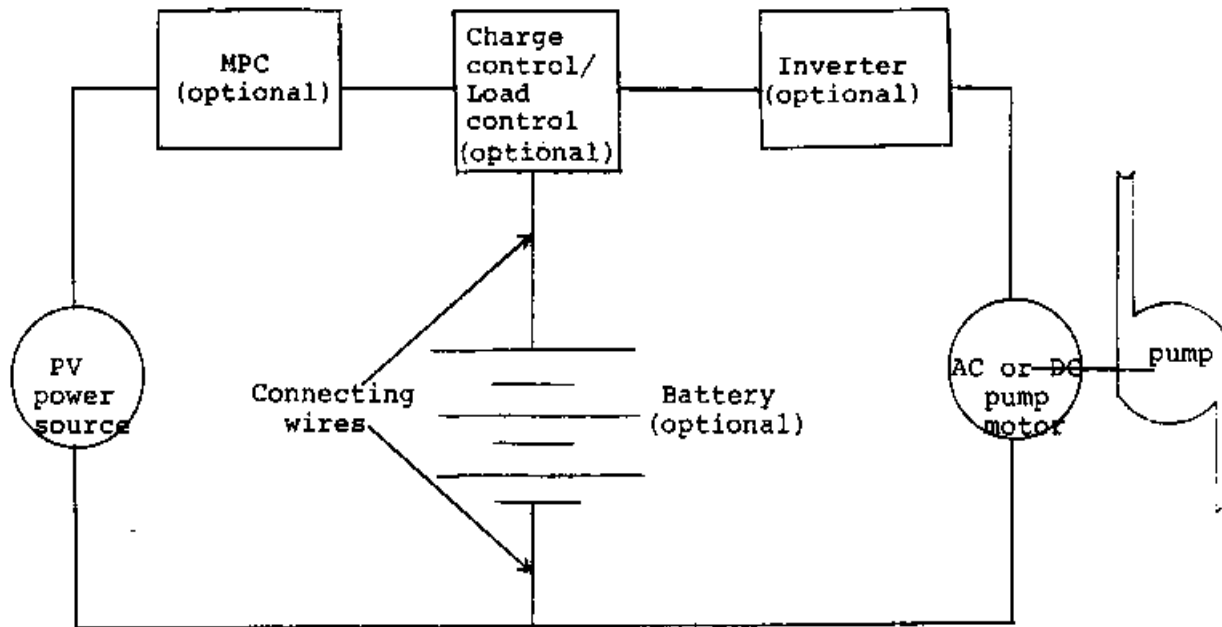 MPC
(optional)
Charge
control/
Load
control
(optional)
Inverter
(optional)
PV
power
source
Connecting
wires
Battery
(optional)
AC or DC
pump
motor
pump